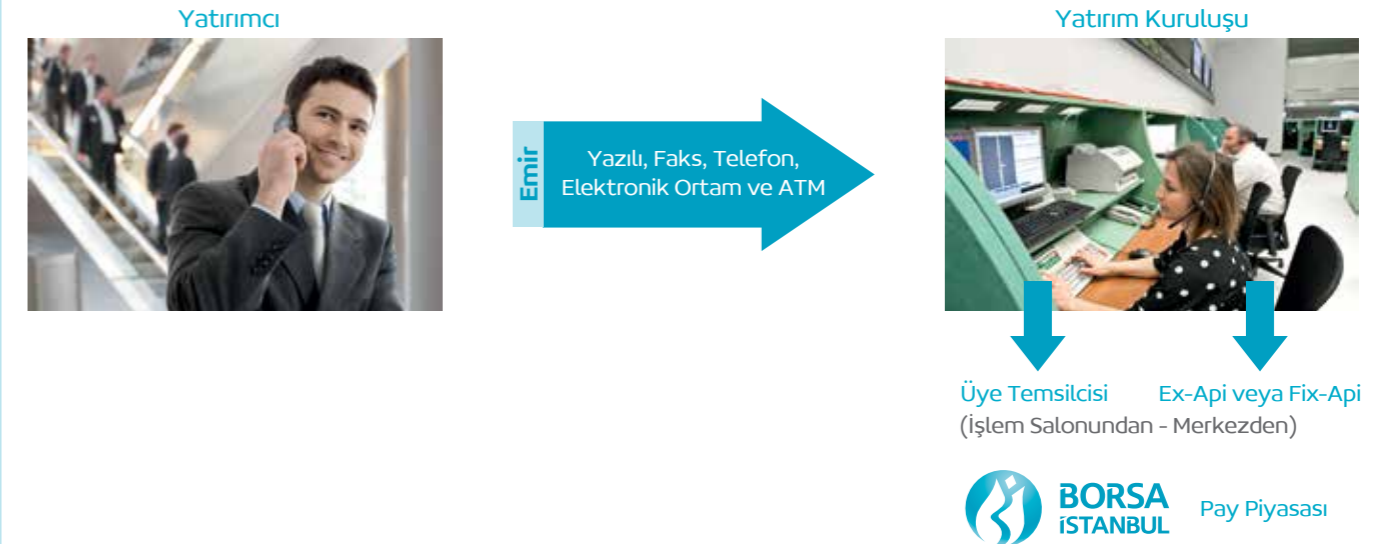 Yatırımcı
Yatırım Kuruluşu
Emir
Yazılı, Faks, Telefon,
Elektronik Ortam ve ATM
Üye Temsilcisi
Ex-Api veya Fix-Api
(İşlem Salonundan - Merkezden)
BORSA
İSTANBUL
Pay Piyasası